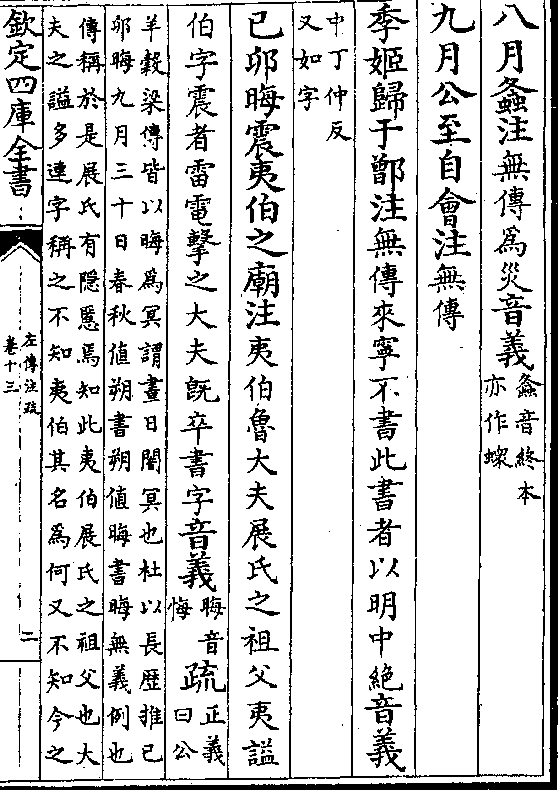 八月螽注無傳爲災音義螽音終本
亦作蝶
九月公至自會注無傳
季姬歸于鄫注無傳來寧不書此書者以明中絶音義
中丁仲反
又如字
己卯晦震夷伯之廟注夷伯魯大夫展氏之祖父夷謚
伯字震者雷電擊之大夫旣卒書字音義晦音
悔疏正義
曰公
羊穀梁傳皆以晦爲冥謂晝日闇冥也杜以長歴推己
卯晦九月三十日春秋值朔書朔值晦書晦無義例也
傳稱於是展氏有隠慝焉知此夷伯展氏之祖父也大
夫之謚多連字稱之不知夷伯其名爲何又不知今之
欽定四庫全書
左傳注疏
卷十三
二